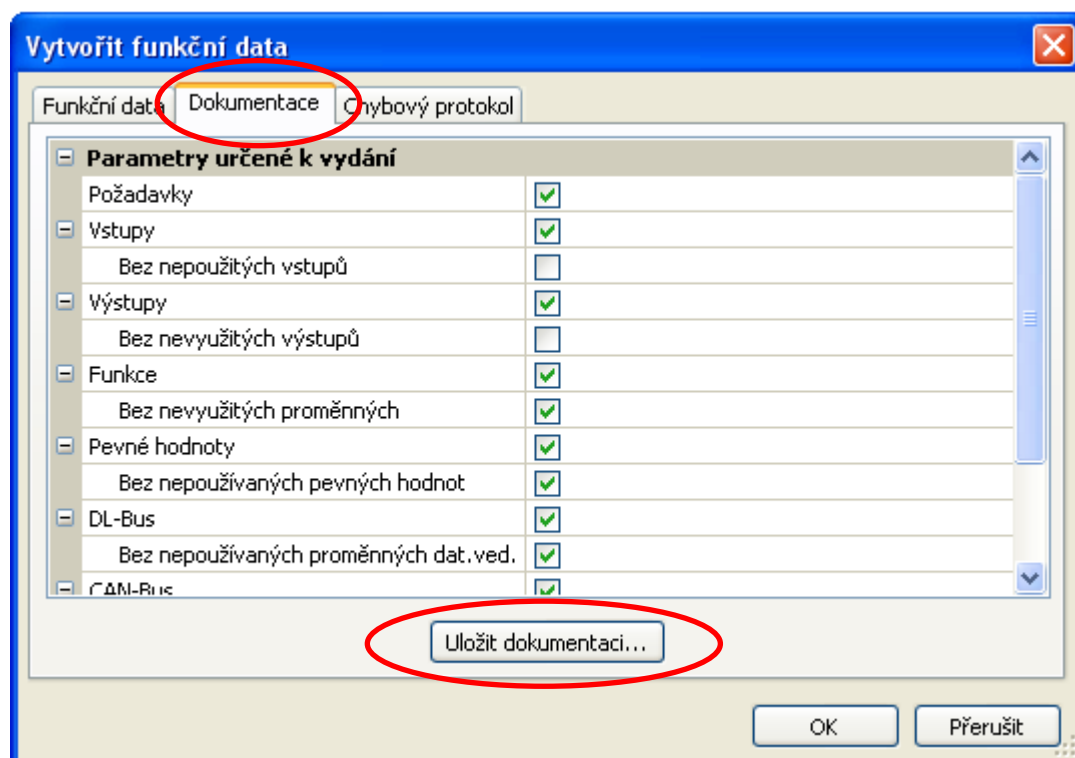 Vytvořit funkční data
Funkční data Dokumentace Chybový protokol
Parametry určené k vydání
Požadavky
Vstupy
Bez nepoužitých vstupů
Výstupy
Bez nevyužitých výstupů
Funkce
Bez nevyužitých proměnných
Pevné hodnoty
Bez nepoužívaných pevných hodnot
DL-Bus
Bez nepoužívaných proměnných dat.ved.
CAN-Bus
Uložit dokumentaci...
OK Přerušit